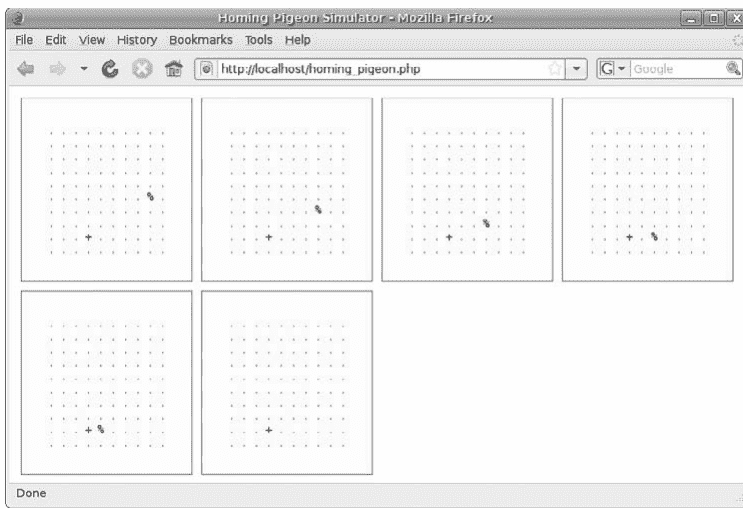 Homing Pigeon Simulator - Mozilla Firefox
File Edit View History Bookmarks Tools Help
http://localhost/homing_pigeon.php
G Google
%
%
%
%
+
+
+
+
+ %
+
Done